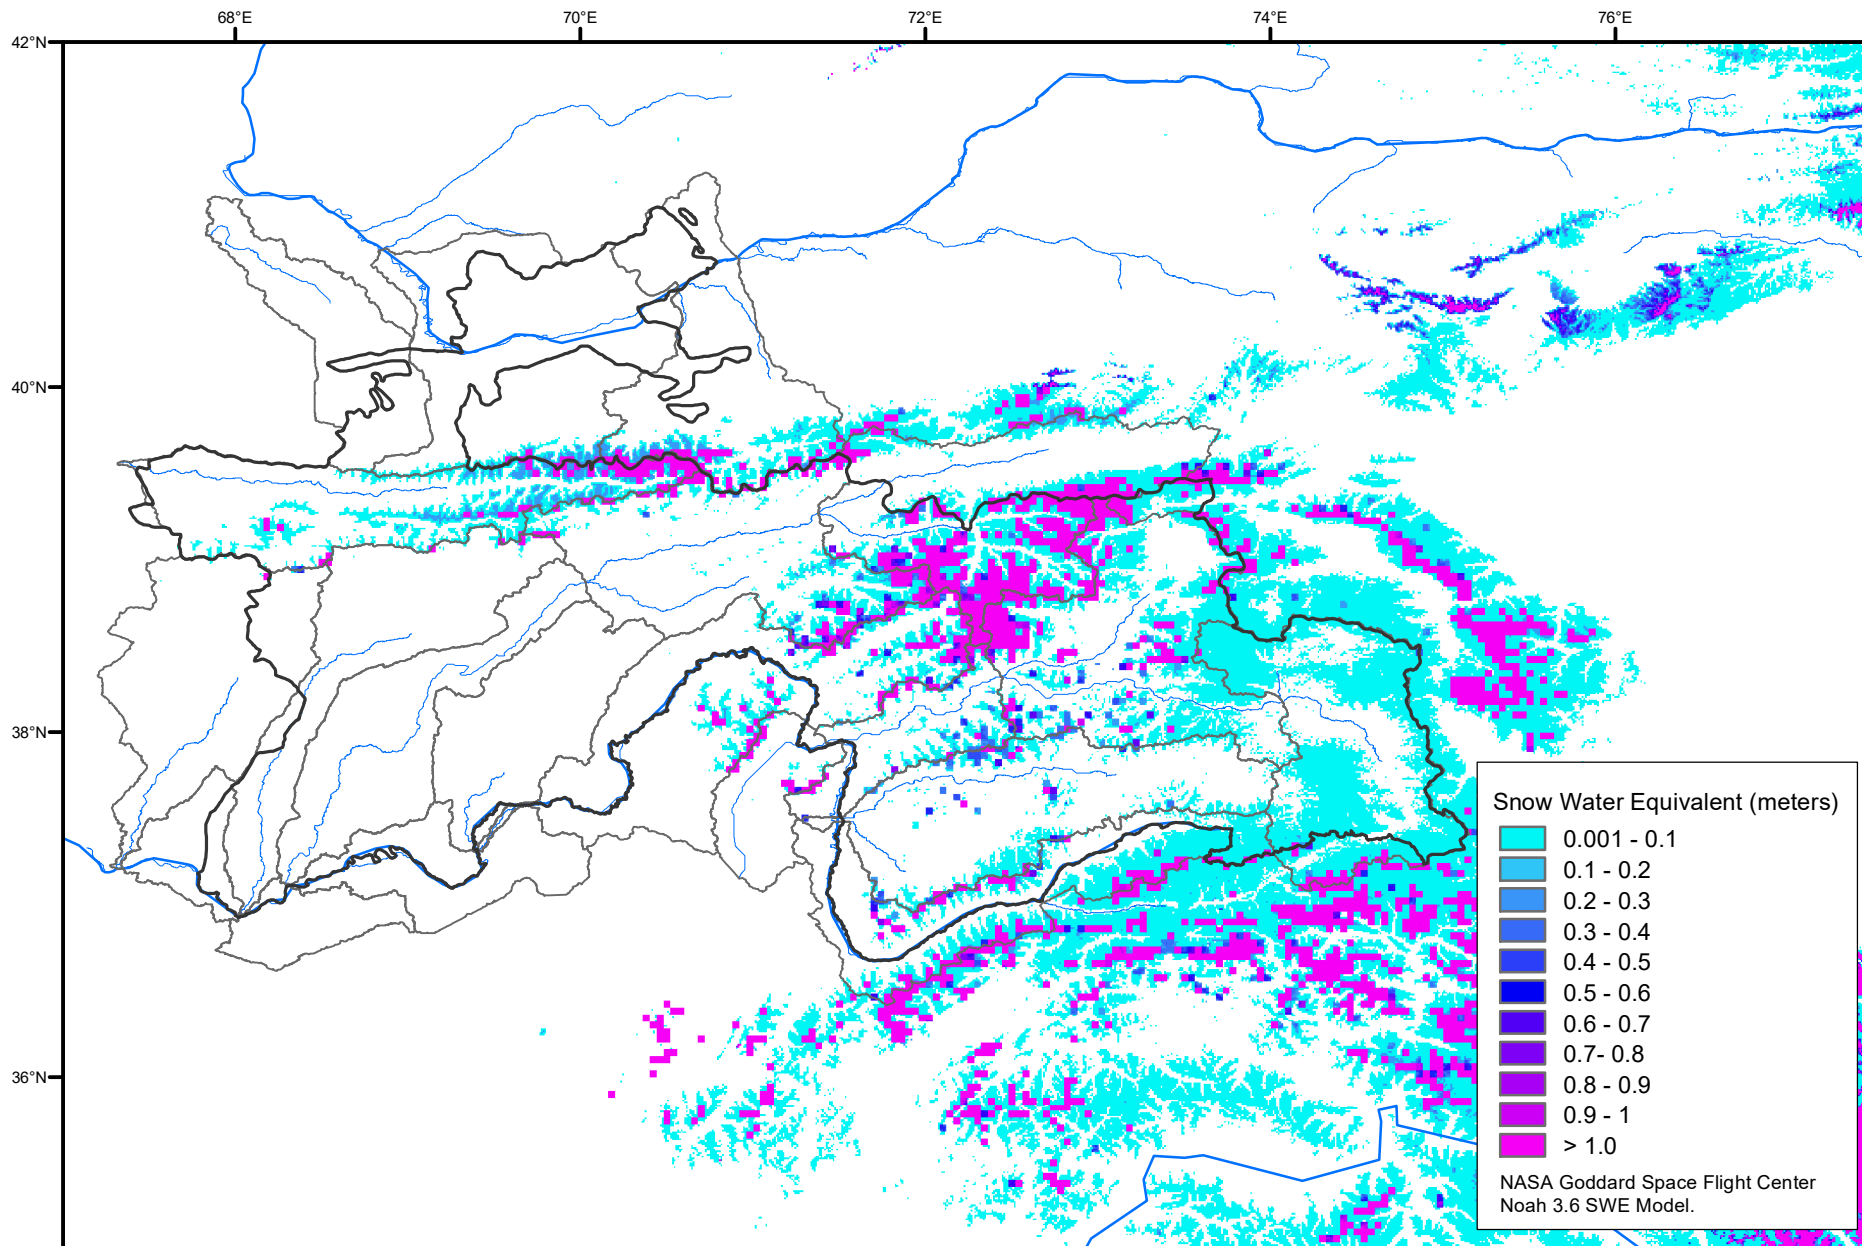 68°E 70°E 72°E 74°E 76°E
42°N
40°N
38°N
36°N
Snow Water Equivalent (meters)
0.001 - 0.1
0.1 - 0.2
0.2 - 0.3
0.3 - 0.4
0.4 - 0.5
0.5 - 0.6
0.6 - 0.7
0.7- 0.8
0.8 - 0.9
0.9 - 1
> 1.0
NASA Goddard Space Flight Center
Noah 3.6 SWE Model.